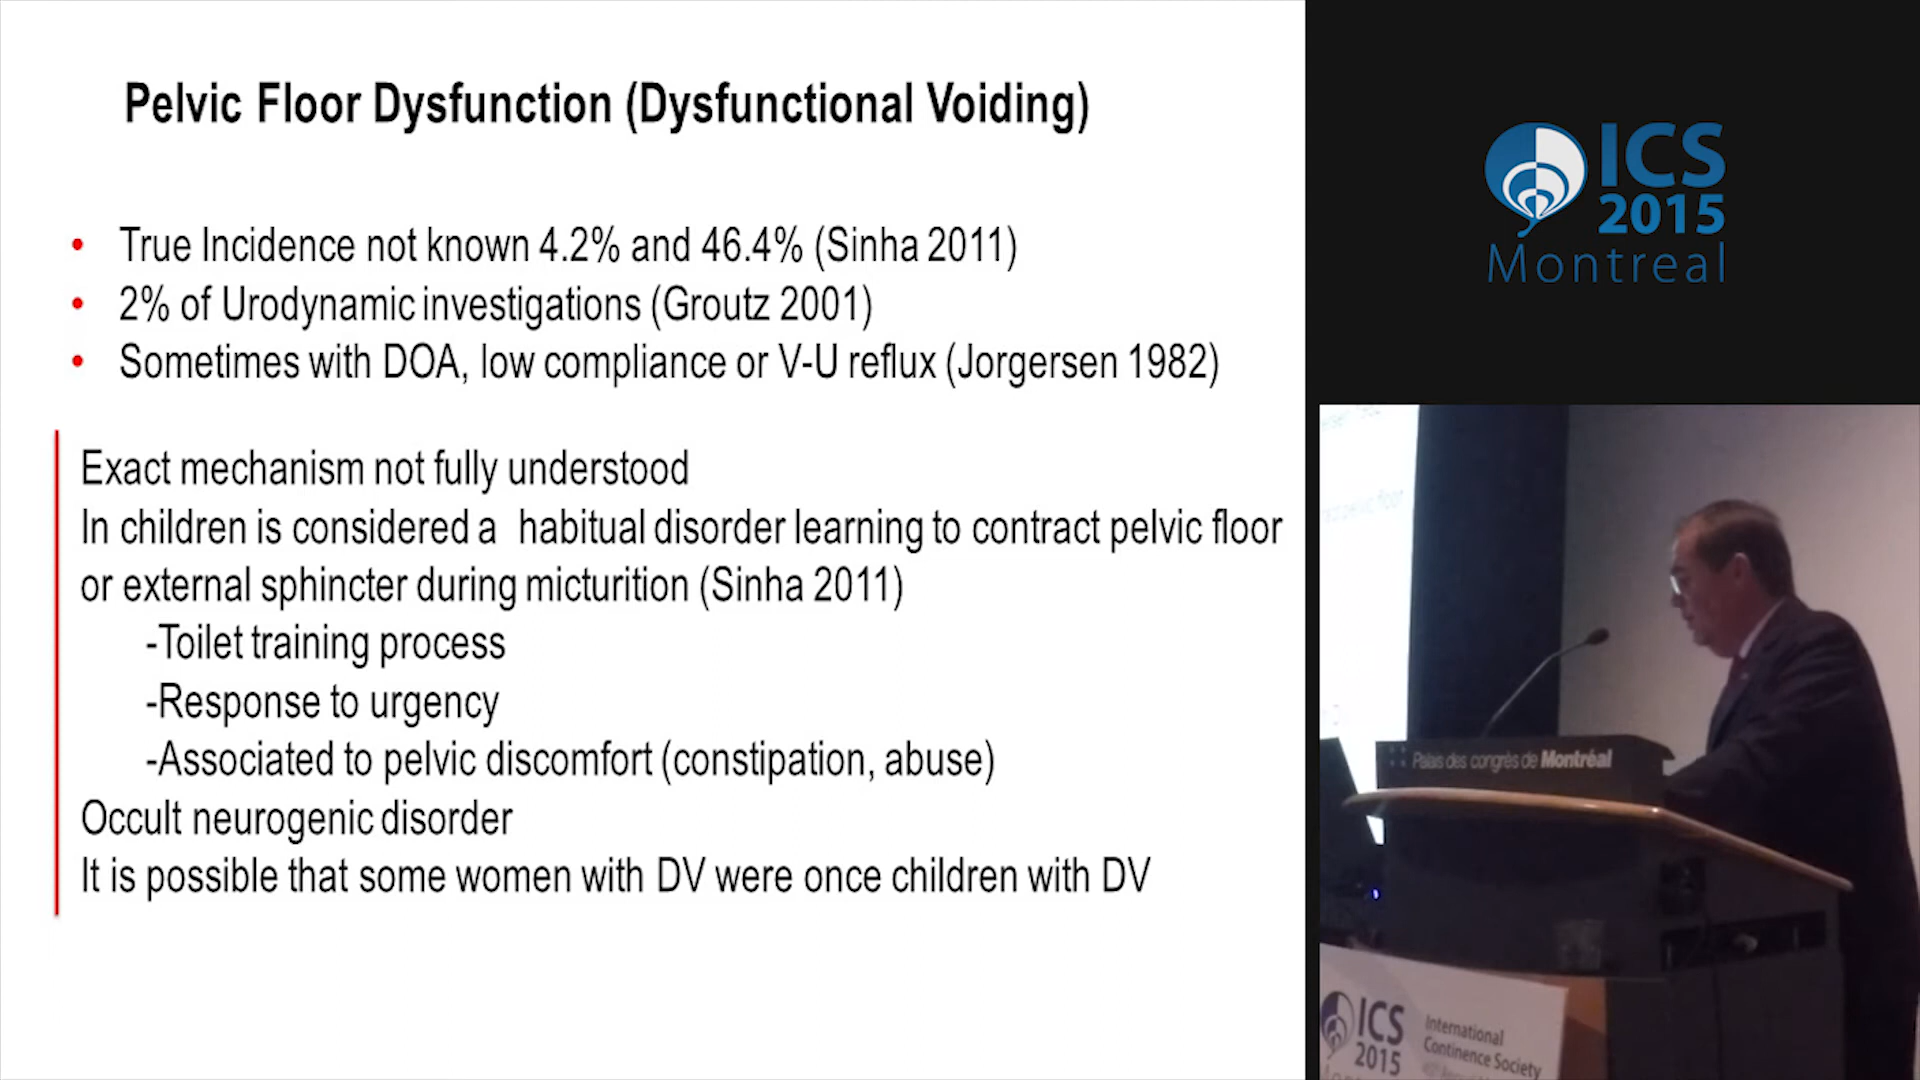 Pelvic Floor Dysfunction (Dysfunctional Voiding)
• True Incidence not known 4.2% and 46.4% (Sinha 2011)
• 2% of Urodynamic investigations (Groutz 2001)
• Sometimes with DOA, low compliance or V-U reflux (Jorgersen 1982)
Exact mechanism not fully understood
In children is considered a habitual disorder learning to contract pelvic floor
or external sphincter during micturition (Sinha 2011)
-Toilet training process
-Response to urgency
-Associated to pelvic discomfort (constipation, abuse)
Occult neurogenic disorder
It is possible that some women with DV were once children with DV
ICS
2015
Montreal
Palais des congrès de Montréal
ICS
2015
International
Continence Society